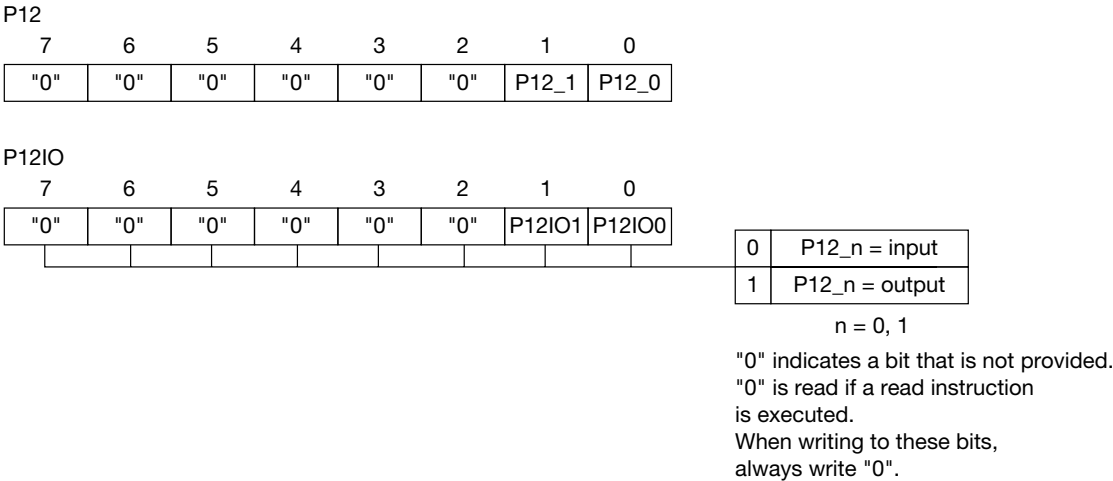 P12
7 6 5 4 3 2 1 0
"0" "0" "0" "0" "0" "0" P12_1 P12_0
P12IO
7 6 5 4 3 2 1 0
"0" "0" "0" "0" "0" "0" P12IO1 P12IO0
0 P12_n = input
1 P12_n = output
n = 0, 1
"0" indicates a bit that is not provided.
"0" is read if a read instruction
is executed.
When writing to these bits,
always write "0".